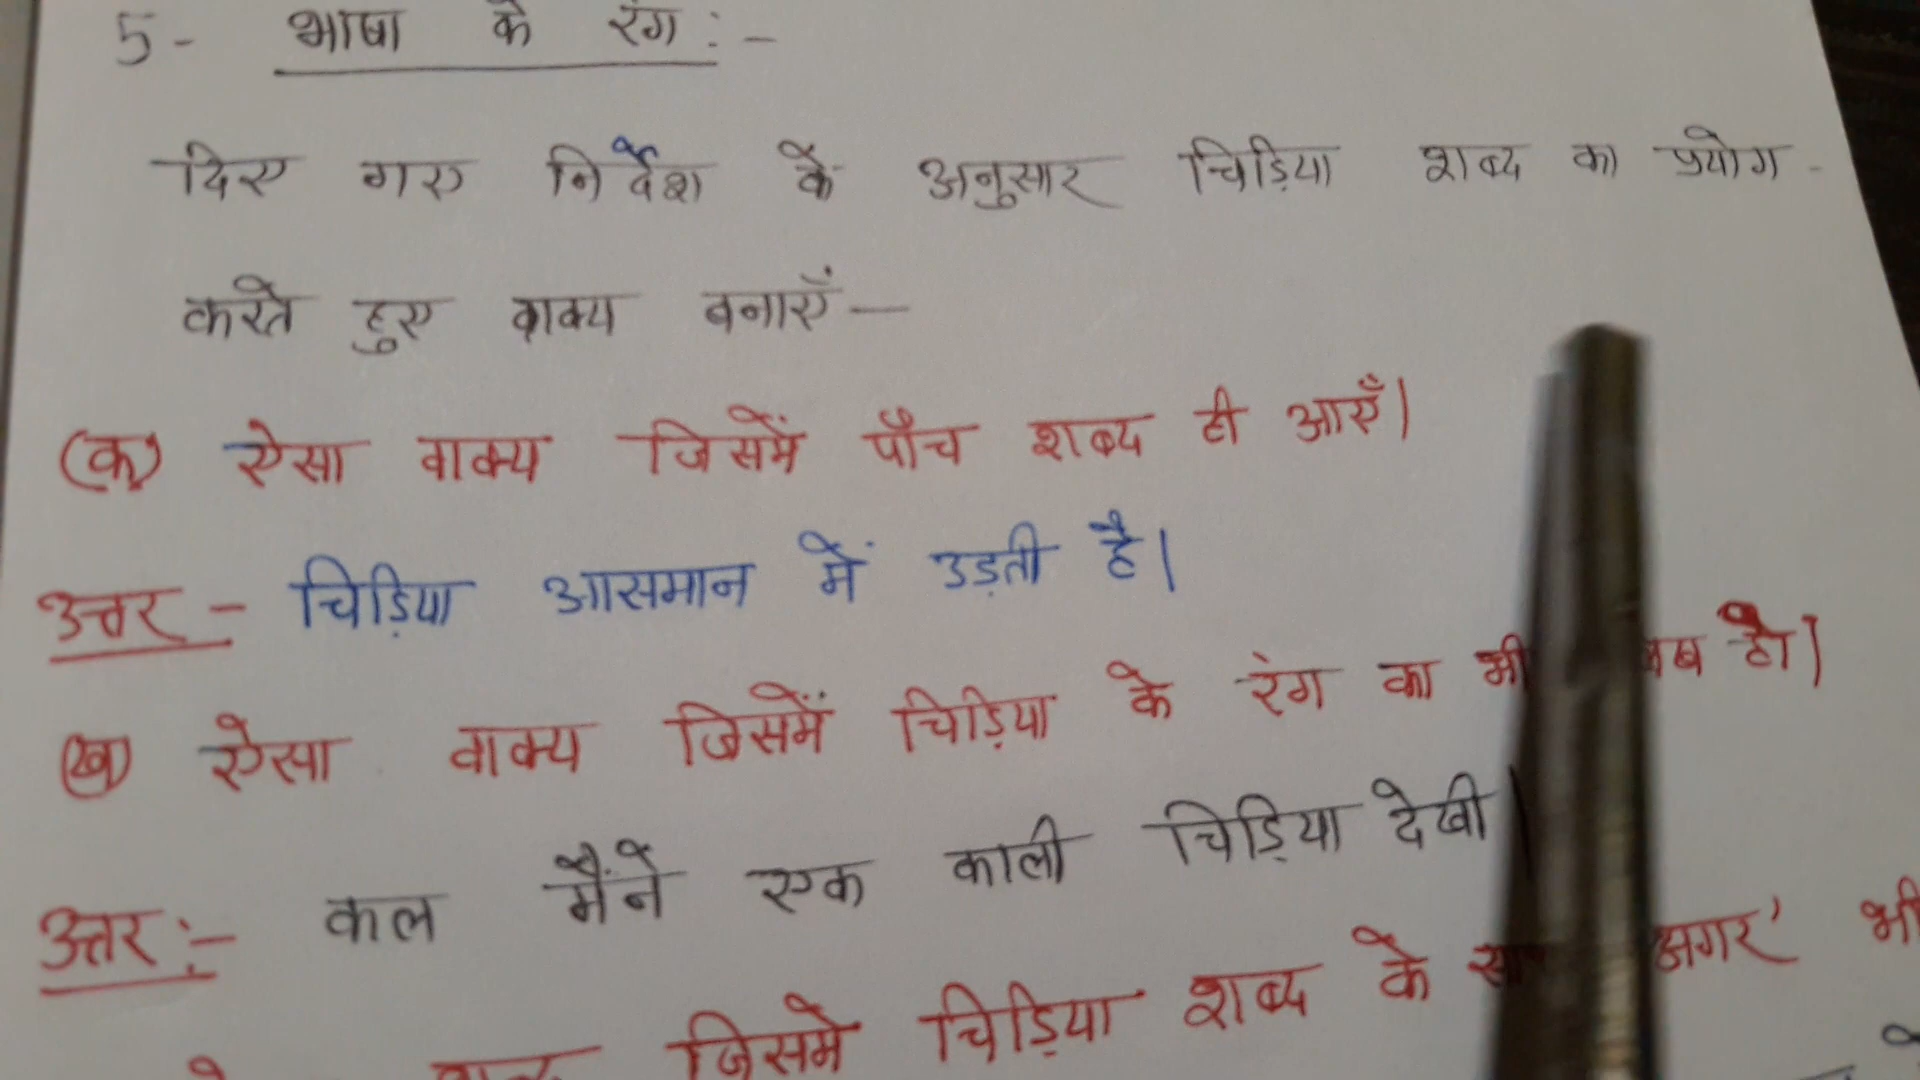 5- भाषा के रंग :-
दिए गए निर्देश के अनुसार चिड़िया शब्द का प्रयोग -
करते हुए वाक्य बनाएँ —
(क) ऐसा वाक्य जिसमें पाँच शब्द ही आएँ।
उत्तर - चिड़िया आसमान में उड़ती है।
(ख) ऐसा वाक्य जिसमें चिड़िया के रंग का भी हो।
उत्तर :- कल मैंने एक काली चिड़िया देखी।
जिसमे चिड़िया शब्द के अगर' भी